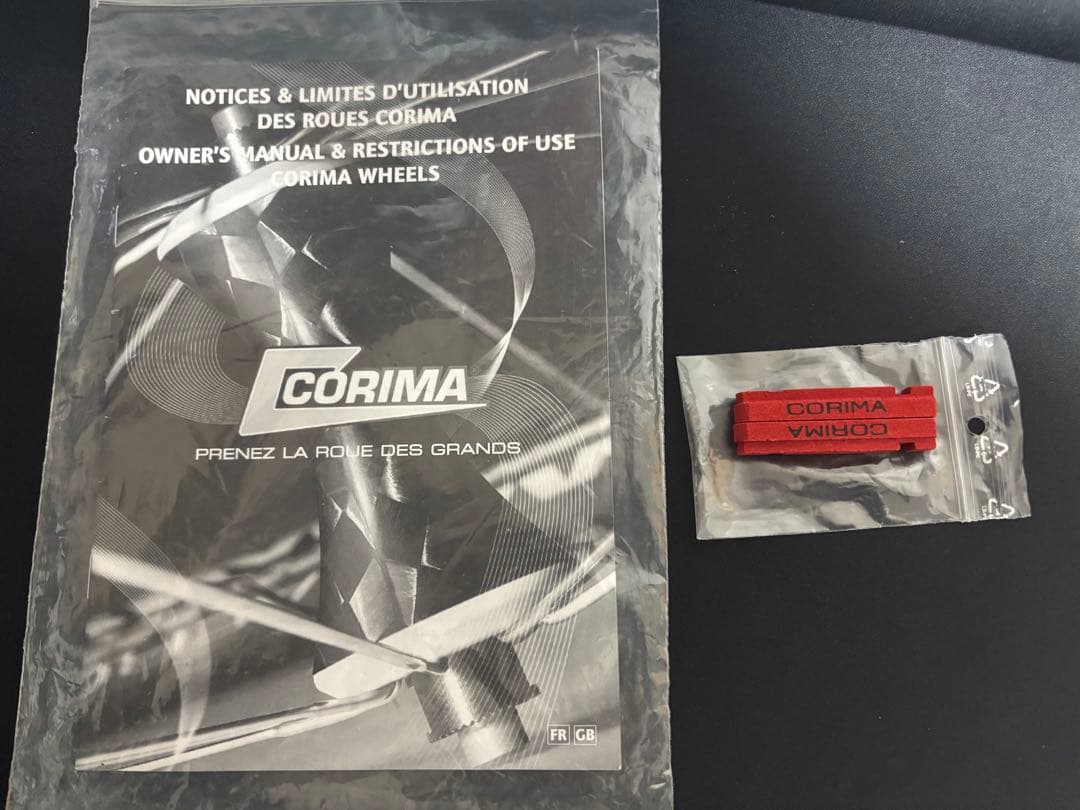 NOTICES & LIMITES D'UTILISATION
DES ROUES CORIMA
OWNER'S MANUAL & RESTRICTIONS OF USE
CORIMA WHEELS
CORIMA
PRENEZ LA ROUE DES GRANDS
FR GB
CORIMA
CORIMA